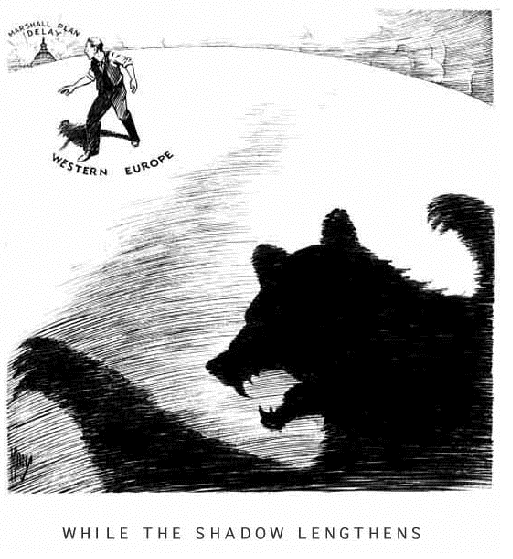 MARSHALL PLAN
DELAY
WESTERN EUROPE
WHILE THE SHADOW LENGTHENS